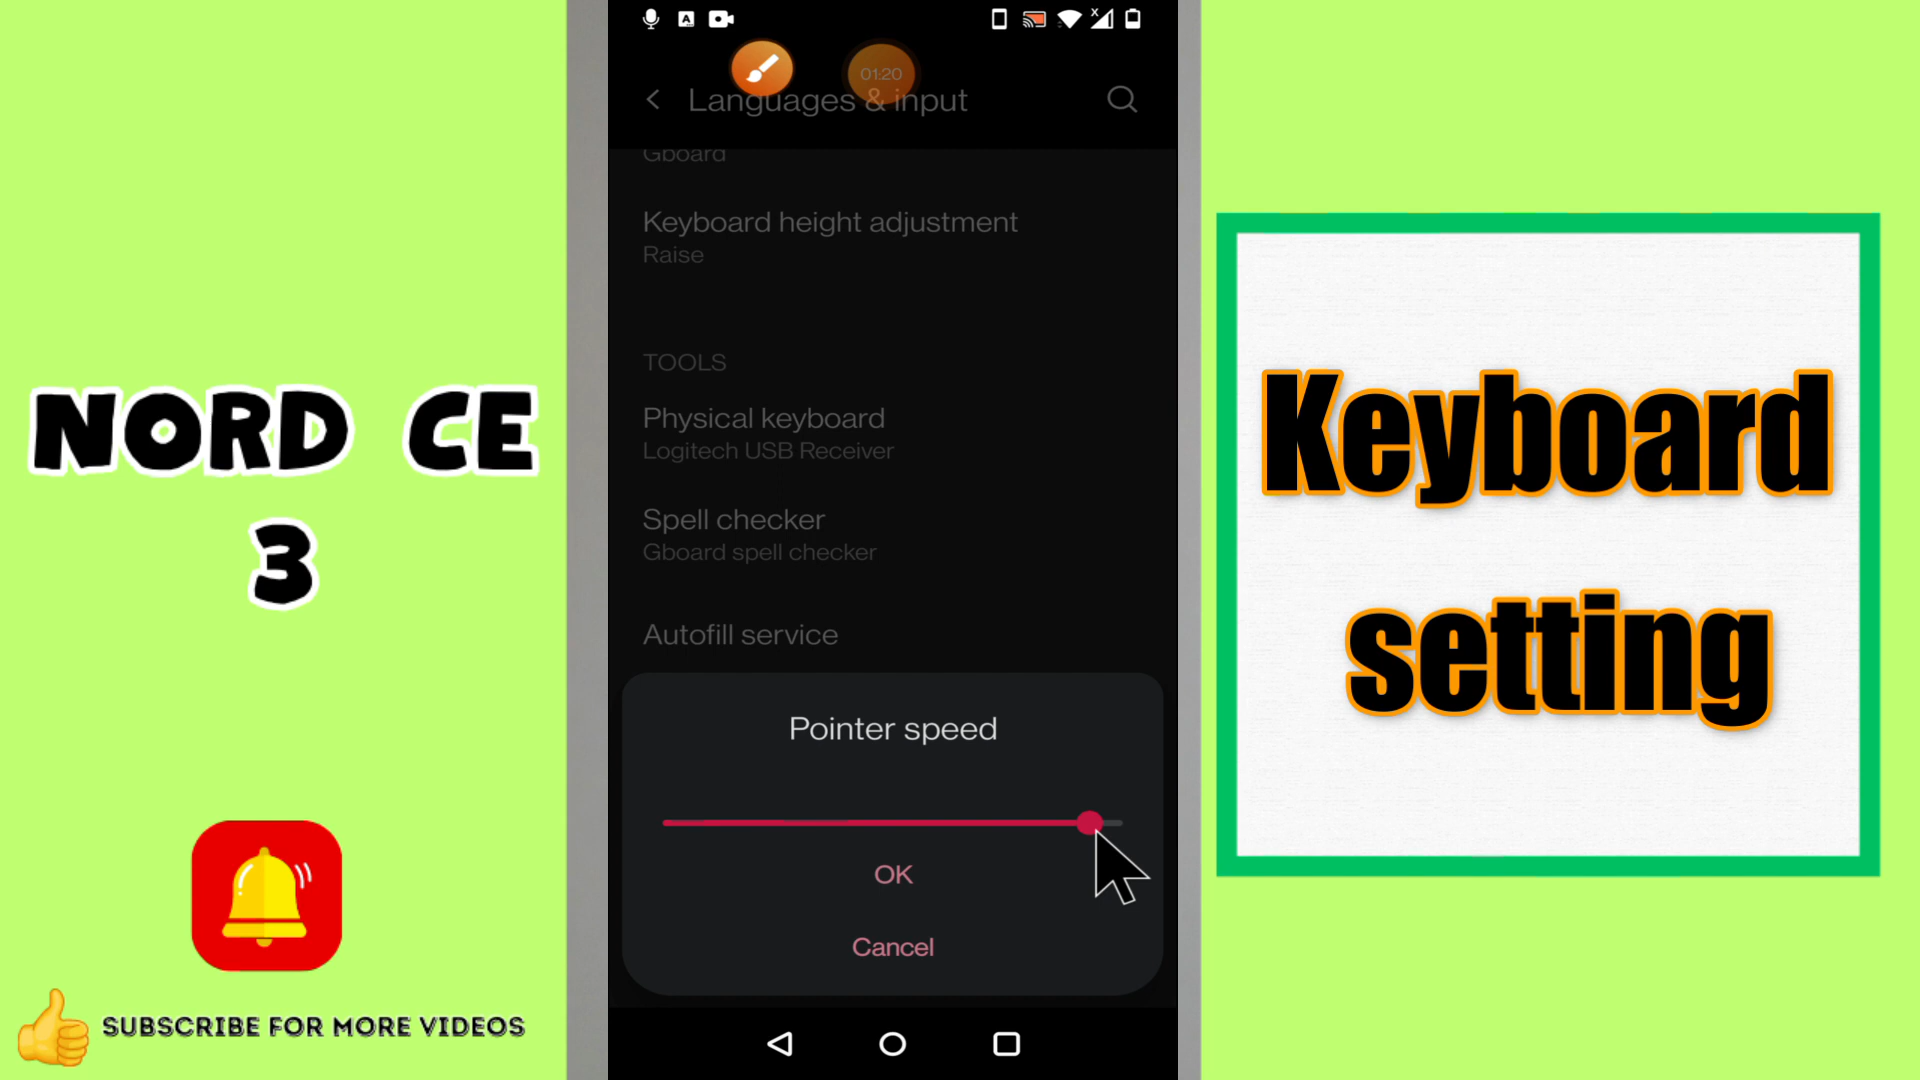 NORD CE
3
SUBSCRIBE FOR MORE VIDEOS
A
x
01:20
Languages & input
Gboard
Keyboard height adjustment
Raise
TOOLS
Physical keyboard
Logitech USB Receiver
Spell checker
Gboard spell checker
Autofill service
Pointer speed
OK
Cancel
Keyboard
setting